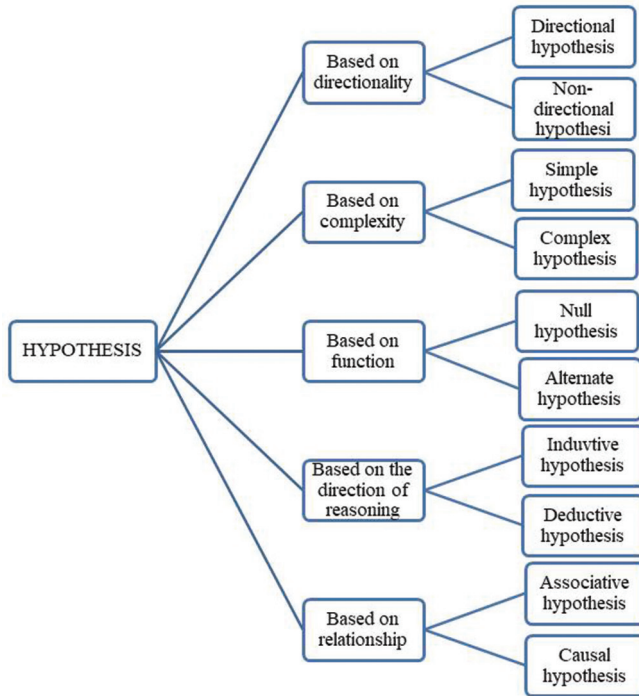 HYPOTHESIS
Based on
directionality
Directional
hypothesis
Non-
directional
hypothesi
Based on
complexity
Simple
hypothesis
Complex
hypothesis
Based on
function
Null
hypothesis
Alternate
hypothesis
Based on the
direction of
reasoning
Induvtive
hypothesis
Deductive
hypothesis
Based on
relationship
Associative
hypothesis
Causal
hypothesis